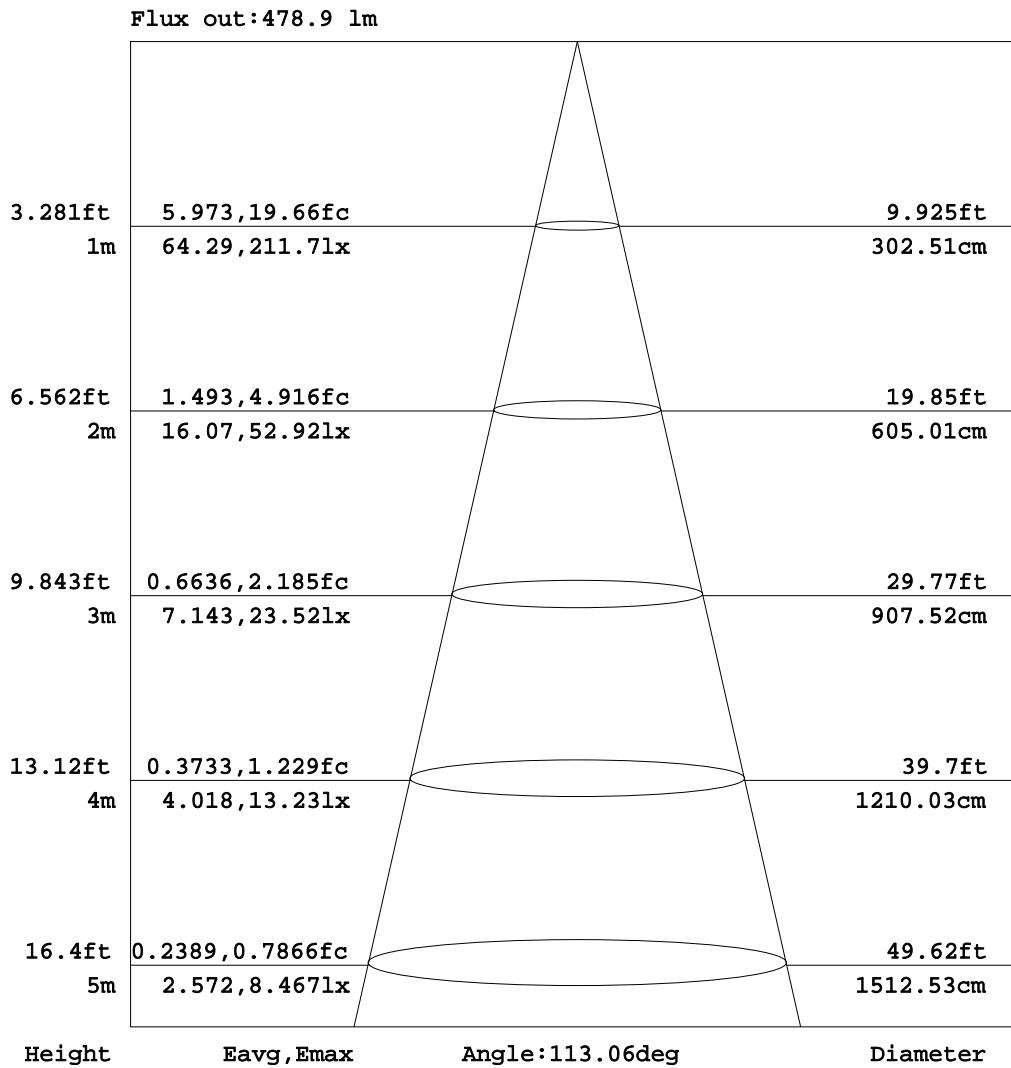 Flux out:478.9 lm
3.281ft 5.973,19.66fc 9.925ft
1m 64.29,211.7lx 302.51cm
6.562ft 1.493,4.916fc 19.85ft
2m 16.07,52.92lx 605.01cm
9.843ft 0.6636,2.185fc 29.77ft
3m 7.143,23.52lx 907.52cm
13.12ft 0.3733,1.229fc 39.7ft
4m 4.018,13.23lx 1210.03cm
16.4ft 0.2389,0.7866fc 49.62ft
5m 2.572,8.467lx 1512.53cm
Height Eavg,Emax Angle:113.06deg Diameter